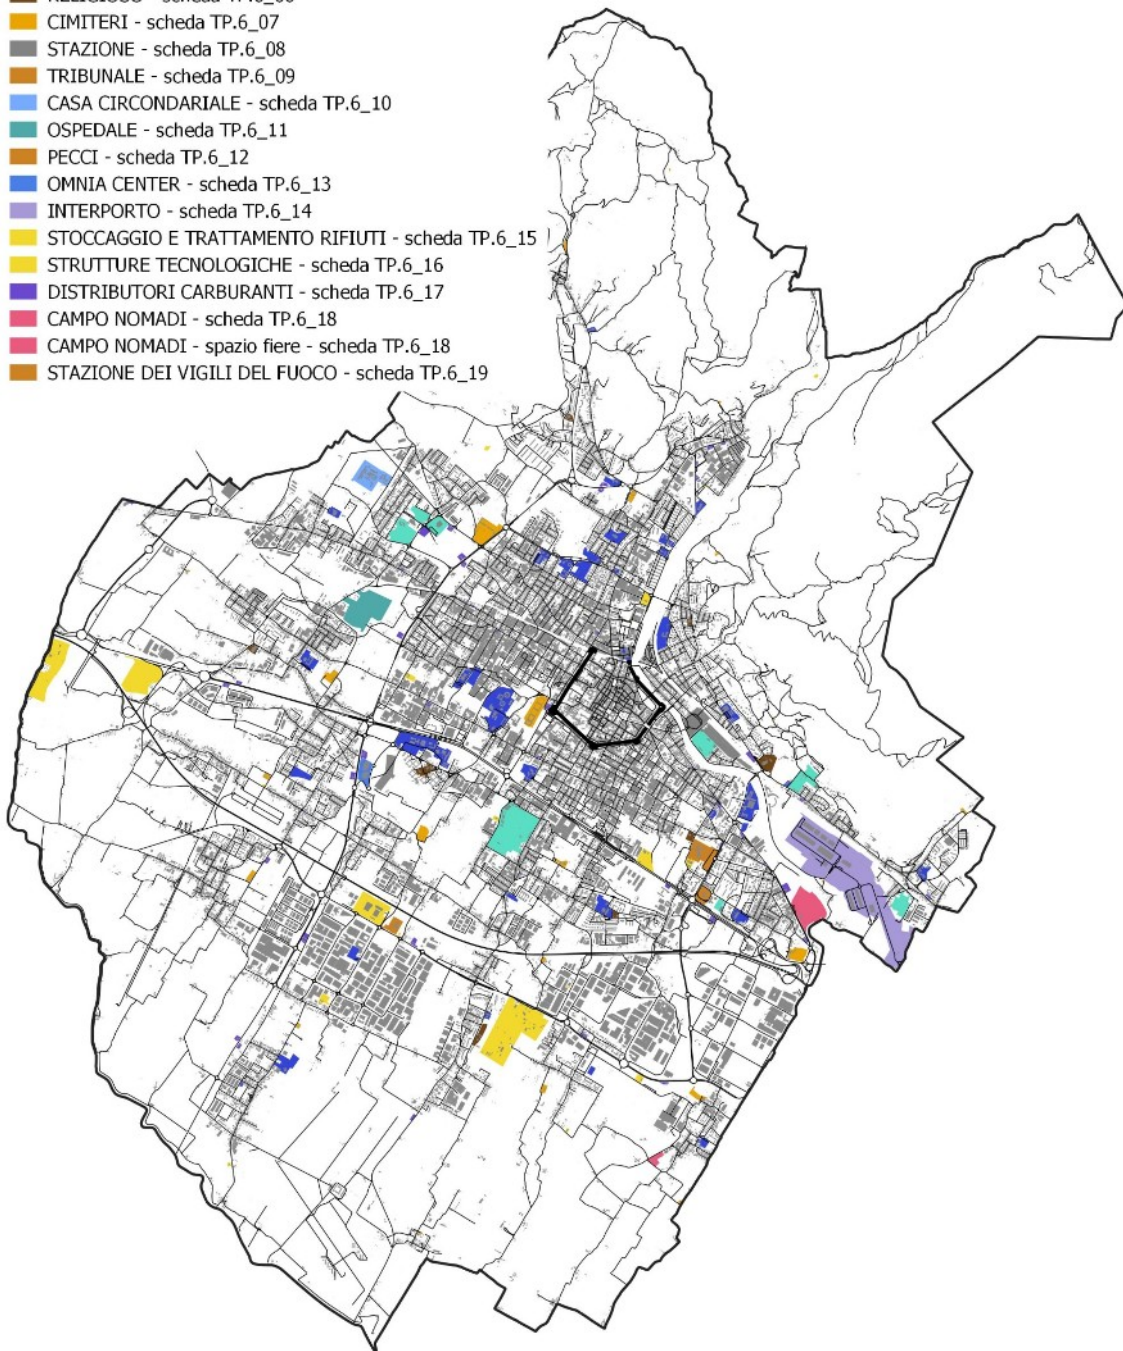 CIMITERI - scheda TP.6_07
STAZIONE - scheda TP.6_08
TRIBUNALE - scheda TP.6_09
CASA CIRCONDARIALE - scheda TP.6_10
OSPEDALE - scheda TP.6_11
PECCI - scheda TP.6_12
OMNIA CENTER - scheda TP.6_13
INTERPORTO - scheda TP.6_14
STOCCAGGIO E TRATTAMENTO RIFIUTI - scheda TP.6_15
STRUTTURE TECNOLOGICHE - scheda TP.6_16
DISTRIBUTORI CARBURANTI - scheda TP.6_17
CAMPO NOMADI - scheda TP.6_18
CAMPO NOMADI - spazio fiere - scheda TP.6_18
STAZIONE DEI VIGILI DEL FUOCO - scheda TP.6_19